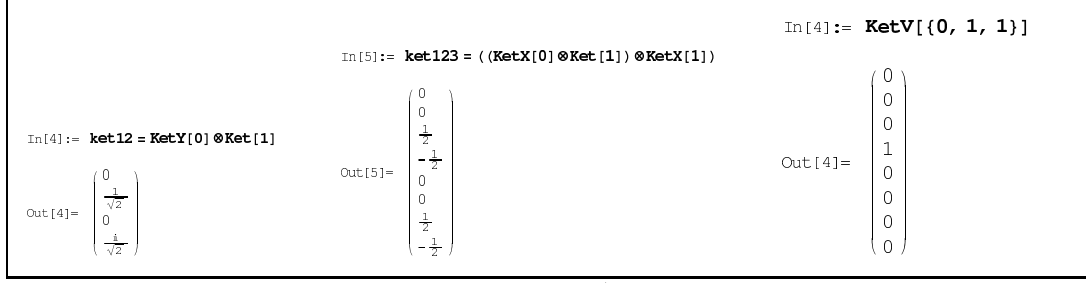 In[4]:= ket12 = KetY[0]⊗Ket[1]
Out[4]=
0
1/√2
0
ⅈ/√2
In[5]:= ket123 = ((KetX[0]⊗Ket[1])⊗KetX[1])
Out[5]=
0
0
1/2
-1/2
0
0
1/2
-1/2
In[4]:= KetV[{0, 1, 1}]
Out[4]=
0
0
0
1
0
0
0
0